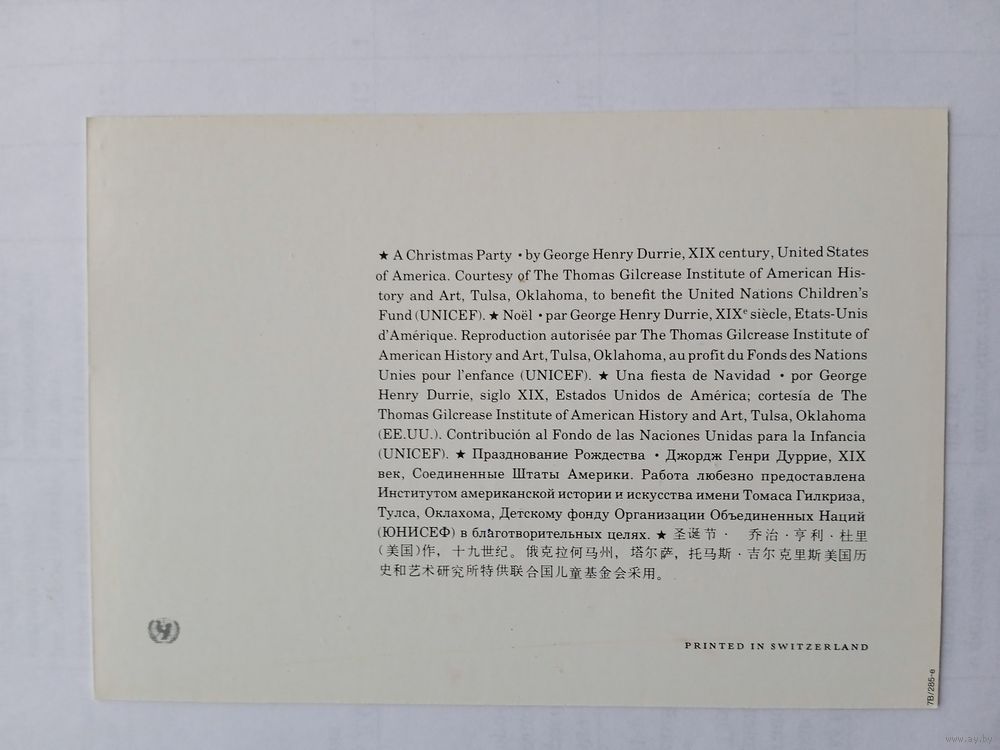 ★ A Christmas Party • by George Henry Durrie, XIX century, United States
of America. Courtesy of The Thomas Gilcrease Institute of American His-
tory and Art, Tulsa, Oklahoma, to benefit the United Nations Children's
Fund (UNICEF). ★ Noël • par George Henry Durrie, XIXᵉ siècle, Etats-Unis
d'Amérique. Reproduction autorisée par The Thomas Gilcrease Institute of
American History and Art, Tulsa, Oklahoma, au profit du Fonds des Nations
Unies pour l'enfance (UNICEF). ★ Una fiesta de Navidad • por George
Henry Durrie, siglo XIX, Estados Unidos de América; cortesía de The
Thomas Gilcrease Institute of American History and Art, Tulsa, Oklahoma
(EE.UU.). Contribución al Fondo de las Naciones Unidas para la Infancia
(UNICEF). ★ Празднование Рождества • Джордж Генри Дуррие, XIX
век, Соединенные Штаты Америки. Работа любезно предоставлена
Институтом американской истории и искусства имени Томаса Гилкриза,
Тулса, Оклахома, Детскому фонду Организации Объединенных Наций
(ЮНИСЕФ) в благотворительных целях. ★ 圣诞节· 乔治·亨利·杜里
(美国)作, 十九世纪。俄克拉何马州, 塔尔萨, 托马斯·吉尔克里斯美国历
史和艺术研究所特供联合国儿童基金会采用。
PRINTED IN SWITZERLAND
7B/285-e
www.ay.by